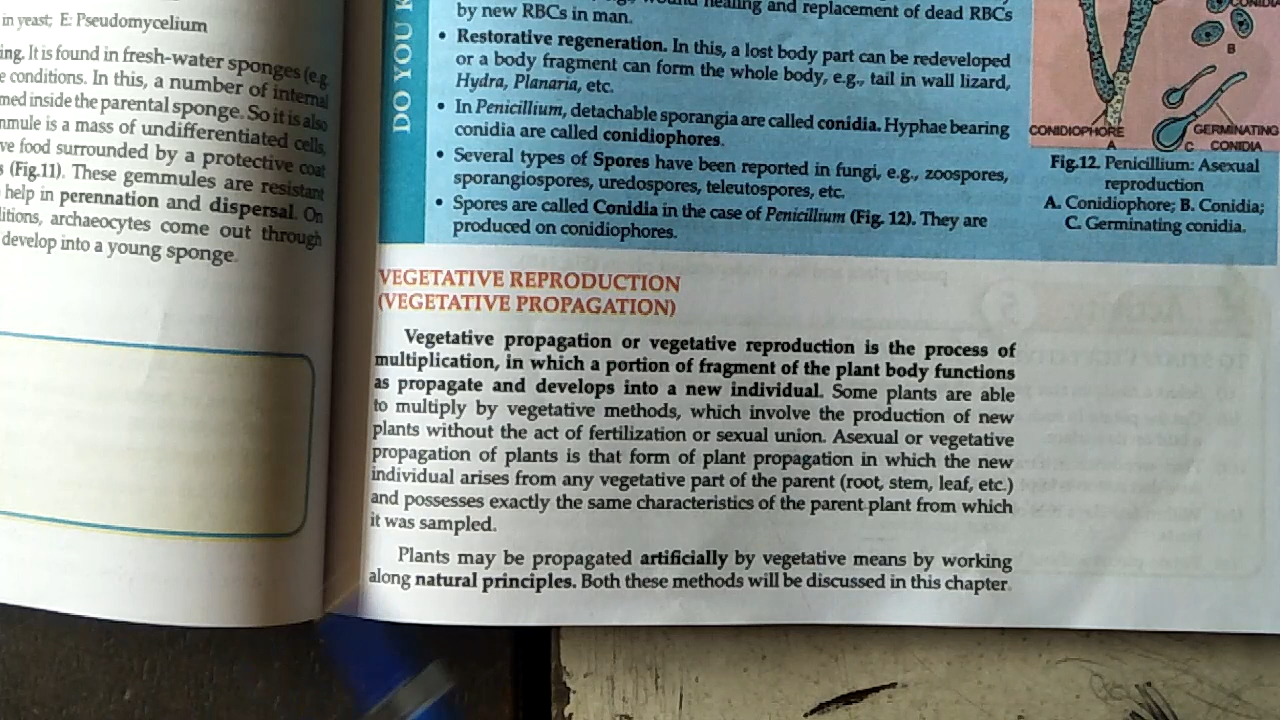 in yeast; E: Pseudomycelium
ing. It is found in fresh-water sponges (e.g.
e conditions. In this, a number of internal
med inside the parental sponge. So it is also
mmule is a mass of undifferentiated cells,
ve food surrounded by a protective coat
s (Fig.11). These gemmules are resistant
help in perennation and dispersal. On
litions, archaeocytes come out through
develop into a young sponge.
DO YOU K
wound healing and replacement of dead RBCs
by new RBCs in man.
• Restorative regeneration. In this, a lost body part can be redeveloped
or a body fragment can form the whole body, e.g., tail in wall lizard,
Hydra, Planaria, etc.
• In Penicillium, detachable sporangia are called conidia. Hyphae bearing
conidia are called conidiophores.
• Several types of Spores have been reported in fungi, e.g., zoospores,
sporangiospores, uredospores, teleutospores, etc.
• Spores are called Conidia in the case of Penicillium (Fig. 12). They are
produced on conidiophores.
CONIDIA
B
CONIDIOPHORE
A
GERMINATING
C CONIDIA
Fig.12. Penicillium: Asexual
reproduction
A. Conidiophore; B. Conidia;
C. Germinating conidia.
VEGETATIVE REPRODUCTION
(VEGETATIVE PROPAGATION)
Vegetative propagation or vegetative reproduction is the process of
multiplication, in which a portion of fragment of the plant body functions
as propagate and develops into a new individual. Some plants are able
to multiply by vegetative methods, which involve the production of new
plants without the act of fertilization or sexual union. Asexual or vegetative
propagation of plants is that form of plant propagation in which the new
individual arises from any vegetative part of the parent (root, stem, leaf, etc.)
and possesses exactly the same characteristics of the parent plant from which
it was sampled.
Plants may be propagated artificially by vegetative means by working
along natural principles. Both these methods will be discussed in this chapter.